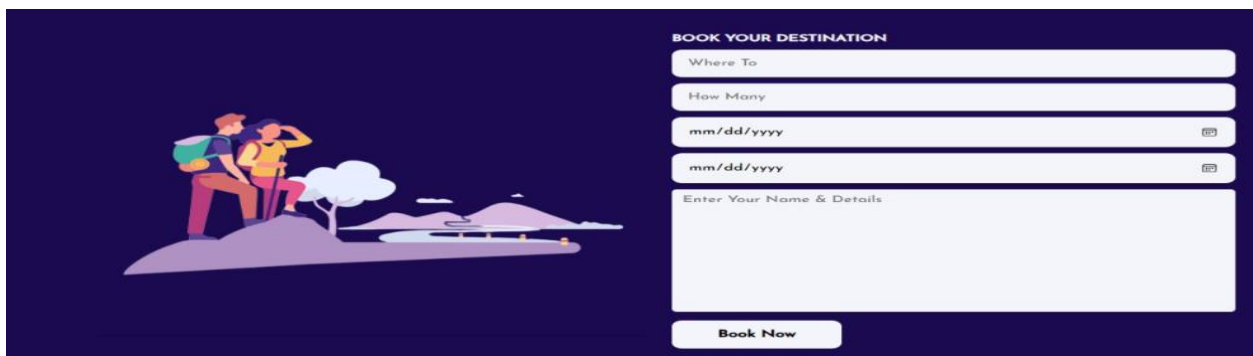 BOOK YOUR DESTINATION
Where To
How Many
mm/dd/yyyy
mm/dd/yyyy
Enter Your Name & Details
Book Now